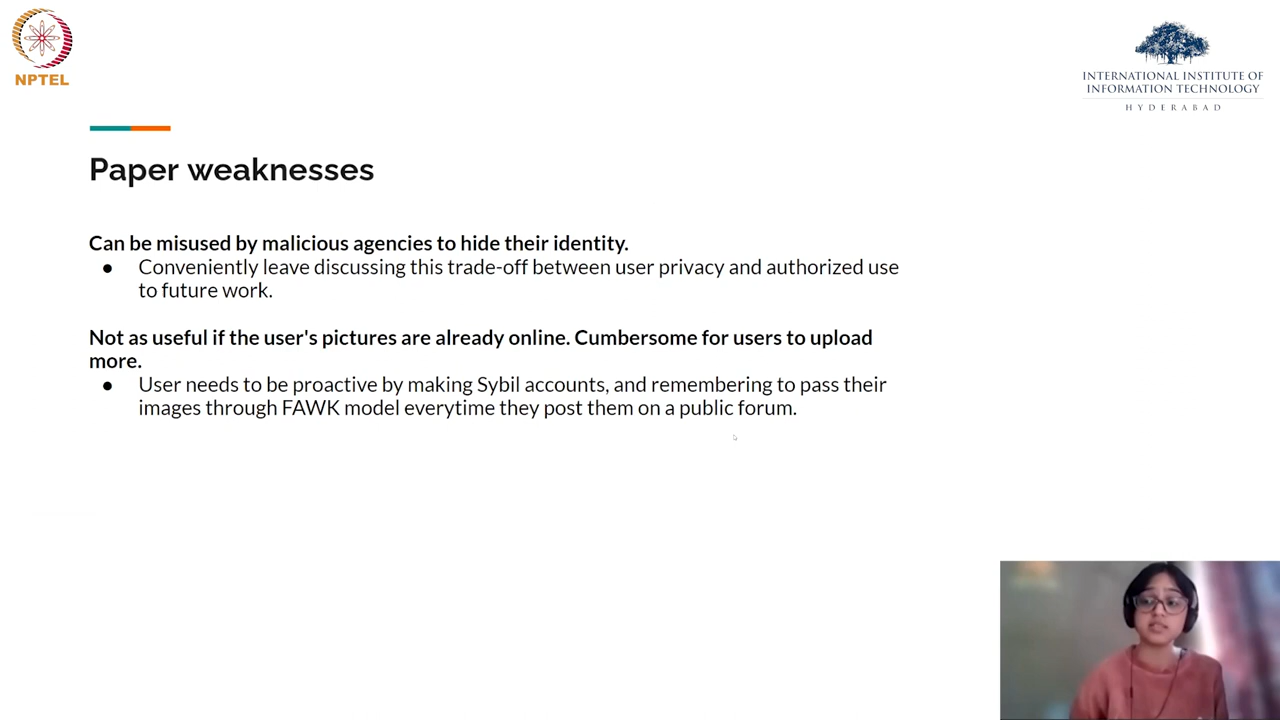 NPTEL
INTERNATIONAL INSTITUTE OF
INFORMATION TECHNOLOGY
HYDERABAD
Paper weaknesses
Can be misused by malicious agencies to hide their identity.
● Conveniently leave discussing this trade-off between user privacy and authorized use
to future work.
Not as useful if the user's pictures are already online. Cumbersome for users to upload
more.
● User needs to be proactive by making Sybil accounts, and remembering to pass their
images through FAWK model everytime they post them on a public forum.